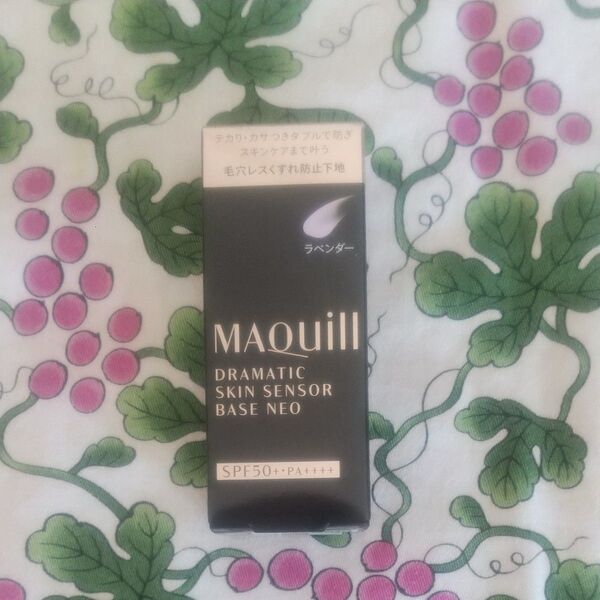 テカリ・カサつきダブルで防ぎ
スキンケアまで叶う
毛穴レスくずれ防止下地
ラベンダー
MAQuill
DRAMATIC
SKIN SENSOR
BASE NEO
SPF50+・PA++++